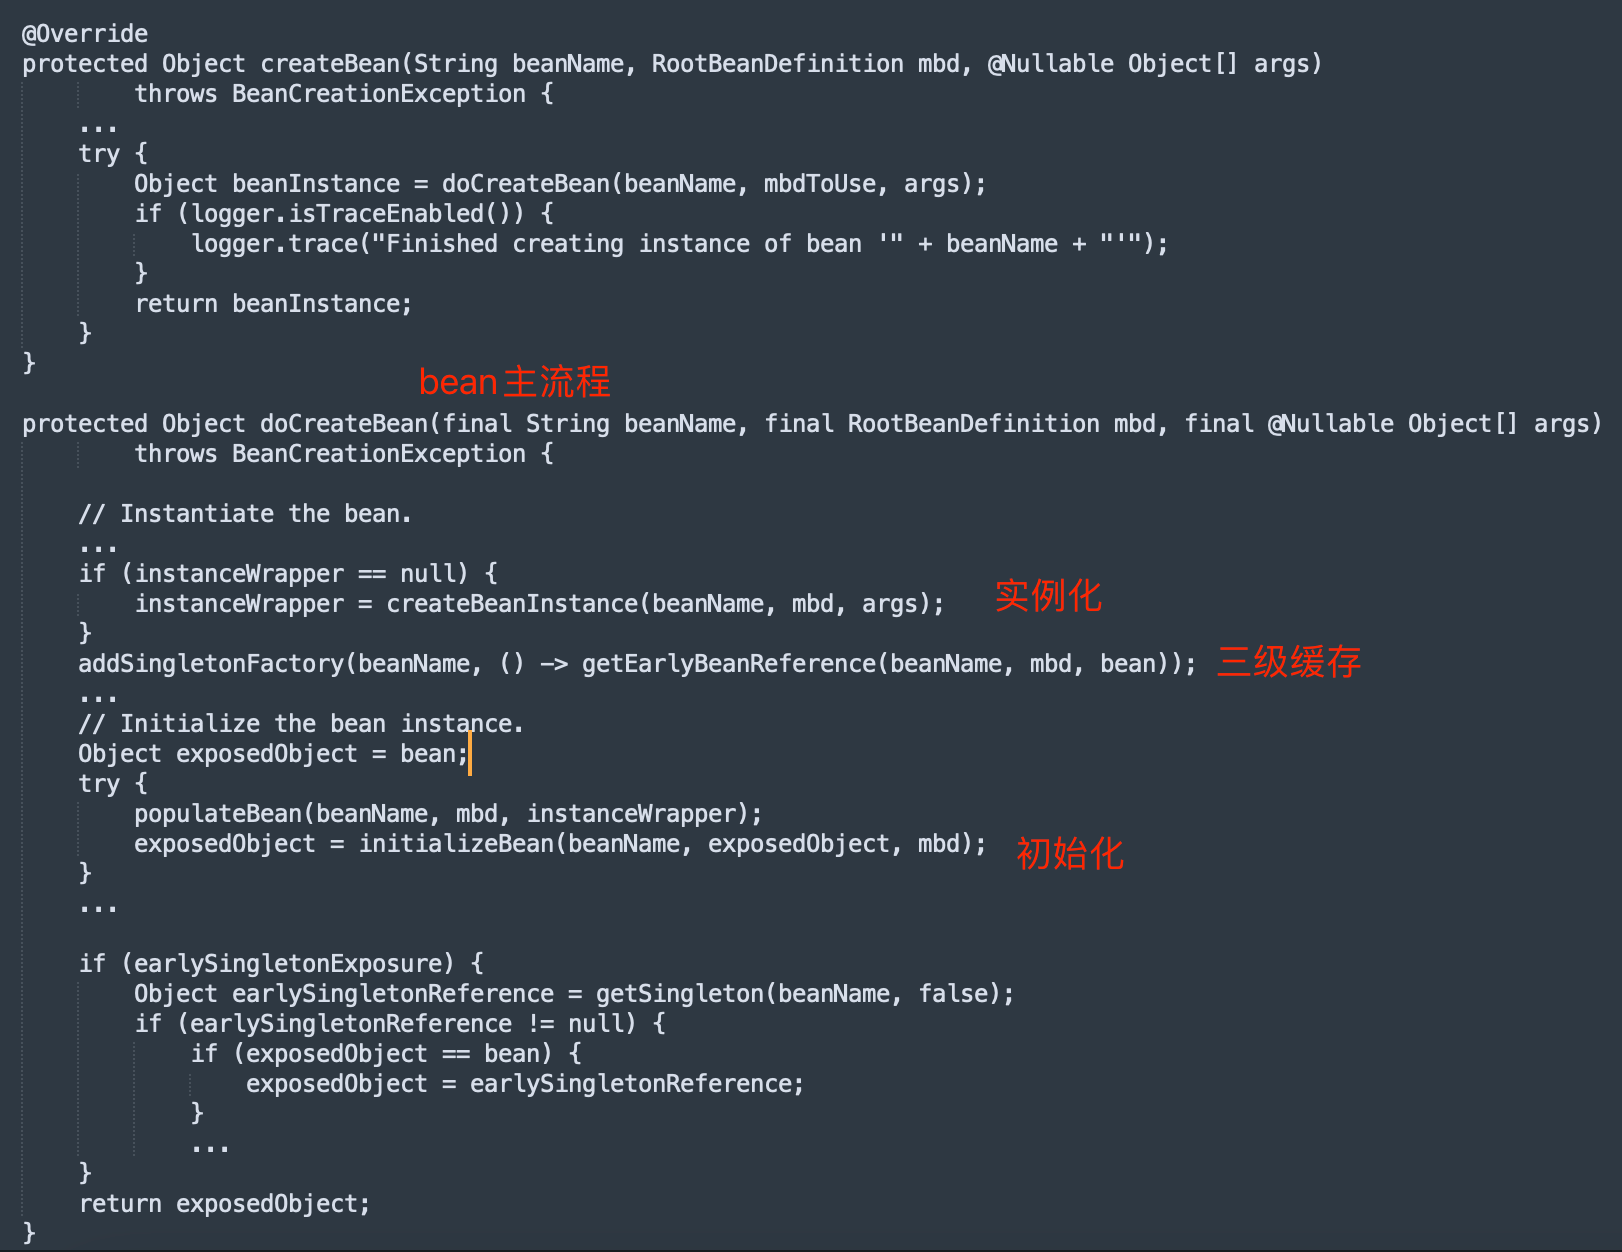 @Override
protected Object createBean(String beanName, RootBeanDefinition mbd, @Nullable Object[] args)
        throws BeanCreationException {
    ...
    try {
        Object beanInstance = doCreateBean(beanName, mbdToUse, args);
        if (logger.isTraceEnabled()) {
            logger.trace("Finished creating instance of bean '" + beanName + "'");
        }
        return beanInstance;
    }
}
bean主流程
protected Object doCreateBean(final String beanName, final RootBeanDefinition mbd, final @Nullable Object[] args)
        throws BeanCreationException {
    // Instantiate the bean.
    ...
    if (instanceWrapper == null) {
        instanceWrapper = createBeanInstance(beanName, mbd, args); 实例化
    }
    addSingletonFactory(beanName, () -> getEarlyBeanReference(beanName, mbd, bean)); 三级缓存
    ...
    // Initialize the bean instance.
    Object exposedObject = bean;
    try {
        populateBean(beanName, mbd, instanceWrapper);
        exposedObject = initializeBean(beanName, exposedObject, mbd); 初始化
    }
    ...
    if (earlySingletonExposure) {
        Object earlySingletonReference = getSingleton(beanName, false);
        if (earlySingletonReference != null) {
            if (exposedObject == bean) {
                exposedObject = earlySingletonReference;
            }
            ...
    }
    return exposedObject;
}